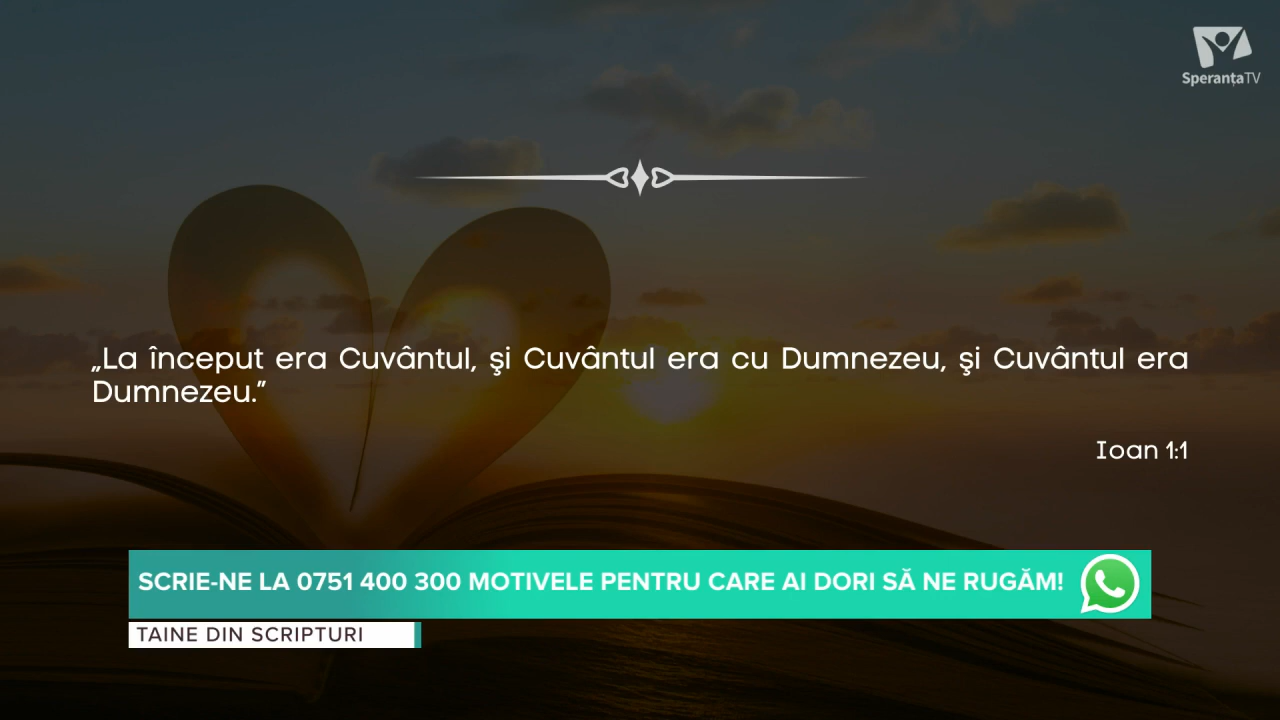 SperanțaTV
„La început era Cuvântul, şi Cuvântul era cu Dumnezeu, şi Cuvântul era
Dumnezeu.”
Ioan 1:1
SCRIE-NE LA 0751 400 300 MOTIVELE PENTRU CARE AI DORI SĂ NE RUGĂM!
TAINE DIN SCRIPTURI